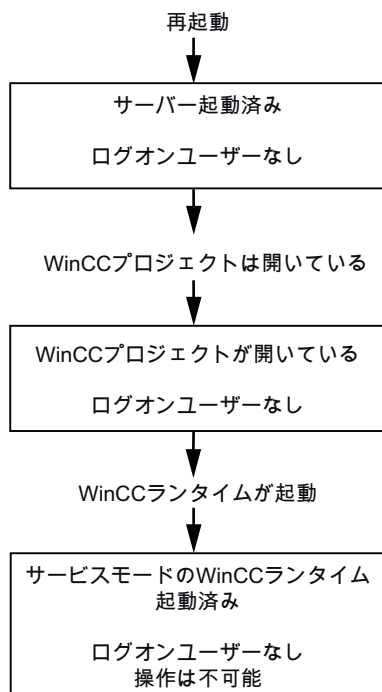 再起動
サーバー起動済み
ログオンユーザーなし
WinCCプロジェクトは開いている
WinCCプロジェクトが開いている
ログオンユーザーなし
WinCCランタイムが起動
サービスモードのWinCCランタイム
起動済み
ログオンユーザーなし
操作は不可能